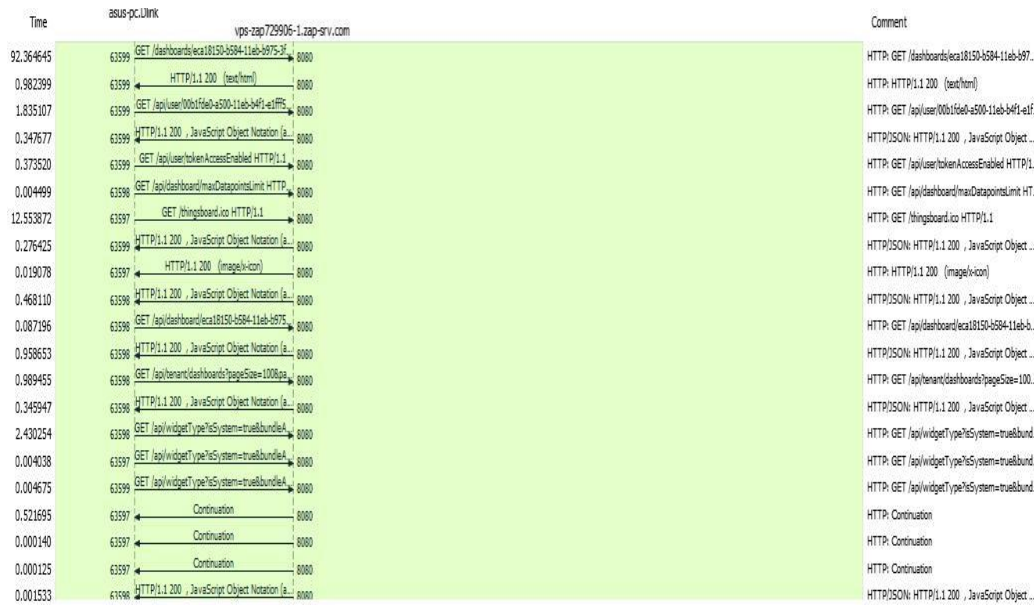 Time asus-pc.Dlink Comment
vps-zap729906-1.zap-srv.com
92.364645 63599 GET /dashboards/eca18150-b584-11eb-b975-3f... 8080 HTTP: GET /dashboards/eca18150-b584-11eb-b97...
0.982399 63599 HTTP/1.1 200 (text/html) 8080 HTTP: HTTP/1.1 200 (text/html)
1.835107 63599 GET /api/user/00b1fde0-a500-11eb-b4f1-e1fff5... 8080 HTTP: GET /api/user/00b1fde0-a500-11eb-b4f1-e1f...
0.347677 63599 HTTP/1.1 200 , JavaScript Object Notation (a... 8080 HTTP/JSON: HTTP/1.1 200 , JavaScript Object ...
0.373520 63599 GET /api/user/tokenAccessEnabled HTTP/1.1 8080 HTTP: GET /api/user/tokenAccessEnabled HTTP/1.
0.004499 63598 GET /api/dashboard/maxDatapointsLimit HTTP... 8080 HTTP: GET /api/dashboard/maxDatapointsLimit HT...
12.553872 63597 GET /thingsboard.ico HTTP/1.1 8080 HTTP: GET /thingsboard.ico HTTP/1.1
0.276425 63599 HTTP/1.1 200 , JavaScript Object Notation (a... 8080 HTTP/JSON: HTTP/1.1 200 , JavaScript Object ...
0.019078 63597 HTTP/1.1 200 (image/x-icon) 8080 HTTP: HTTP/1.1 200 (image/x-icon)
0.468110 63598 HTTP/1.1 200 , JavaScript Object Notation (a... 8080 HTTP/JSON: HTTP/1.1 200 , JavaScript Object ...
0.087196 63598 GET /api/dashboard/eca18150-b584-11eb-b975... 8080 HTTP: GET /api/dashboard/eca18150-b584-11eb-b...
0.958653 63598 HTTP/1.1 200 , JavaScript Object Notation (a... 8080 HTTP/JSON: HTTP/1.1 200 , JavaScript Object ...
0.989455 63598 GET /api/tenant/dashboards?pageSize=100&pa... 8080 HTTP: GET /api/tenant/dashboards?pageSize=100...
0.345947 63598 HTTP/1.1 200 , JavaScript Object Notation (a... 8080 HTTP/JSON: HTTP/1.1 200 , JavaScript Object ...
2.430254 63598 GET /api/widgetType?isSystem=true&bundleA... 8080 HTTP: GET /api/widgetType?isSystem=true&bund...
0.004038 63597 GET /api/widgetType?isSystem=true&bundleA... 8080 HTTP: GET /api/widgetType?isSystem=true&bund...
0.004675 63599 GET /api/widgetType?isSystem=true&bundleA... 8080 HTTP: GET /api/widgetType?isSystem=true&bund...
0.521695 63597 Continuation 8080 HTTP: Continuation
0.000140 63597 Continuation 8080 HTTP: Continuation
0.000125 63597 Continuation 8080 HTTP: Continuation
0.001533 63598 HTTP/1.1 200 , JavaScript Object Notation (a... 8080 HTTP/JSON: HTTP/1.1 200 , JavaScript Object ...